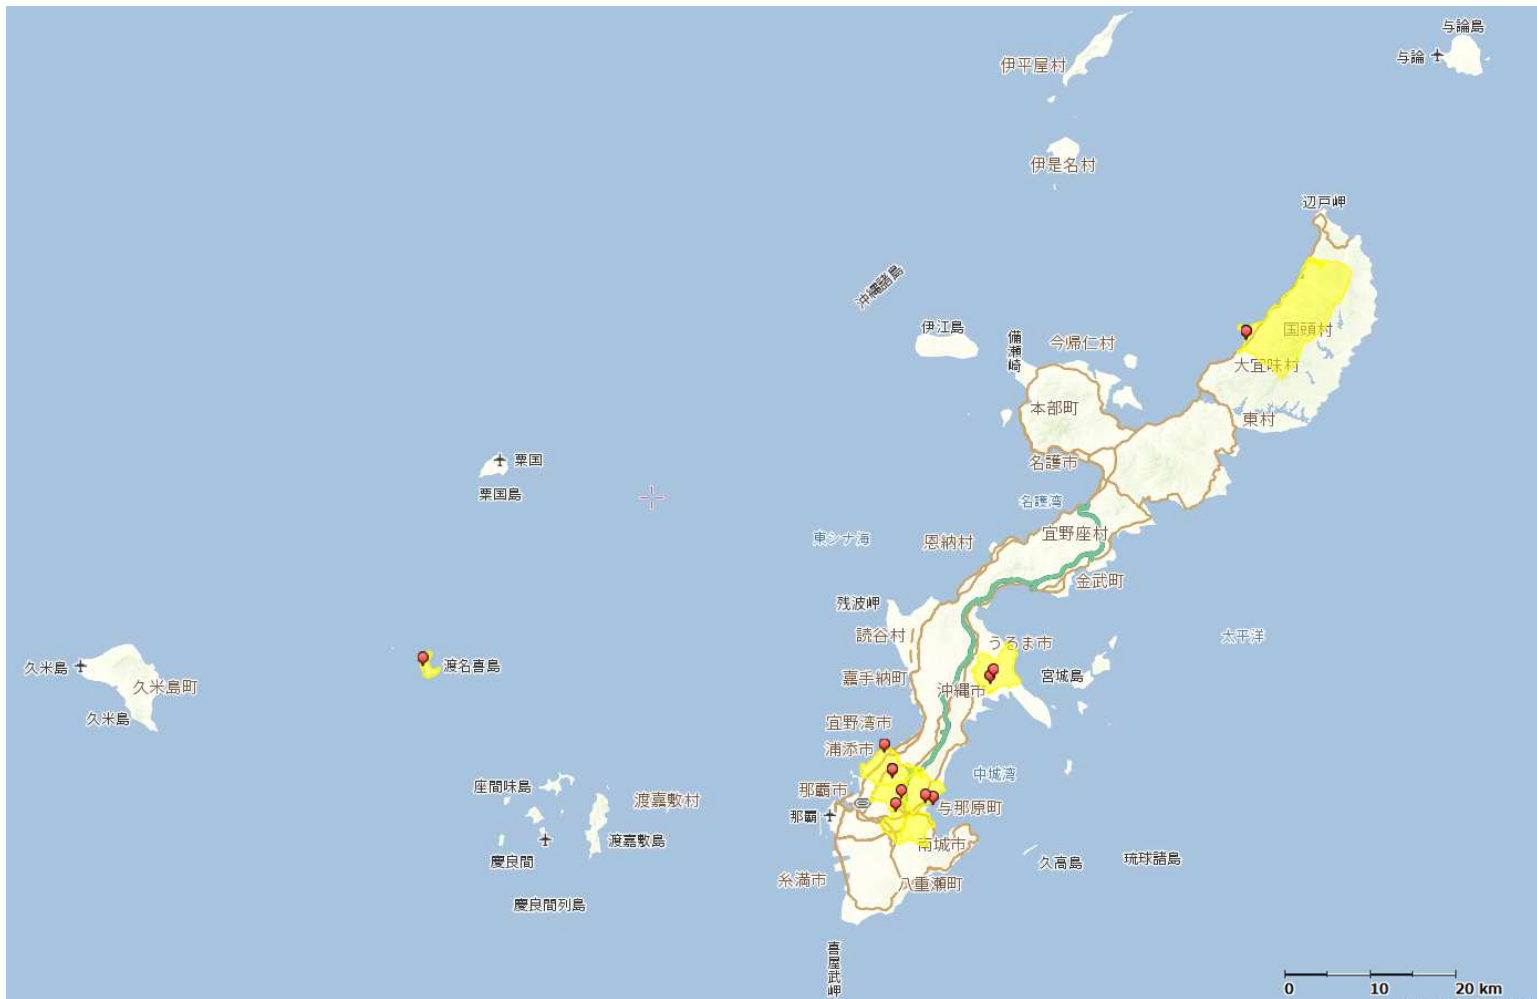 与論島
与論
伊平屋村
伊是名村
辺戸岬
沖縄諸島
伊江島
備瀬崎
今帰仁村
国頭村
大宜味村
本部町
東村
粟国
名護市
粟国島
名護湾
宜野座村
東シナ海
恩納村
金武町
残波岬
読谷村
うるま市
太平洋
久米島
渡名喜島
久米島町
嘉手納町
沖縄市
宮城島
久米島
宜野湾市
浦添市
中城湾
座間味島
渡嘉敷村
那覇市
与那原町
那覇
渡嘉敷島
南城市
慶良間
久高島
琉球諸島
糸満市
八重瀬町
慶良間列島
喜屋武岬
0 10 20 km